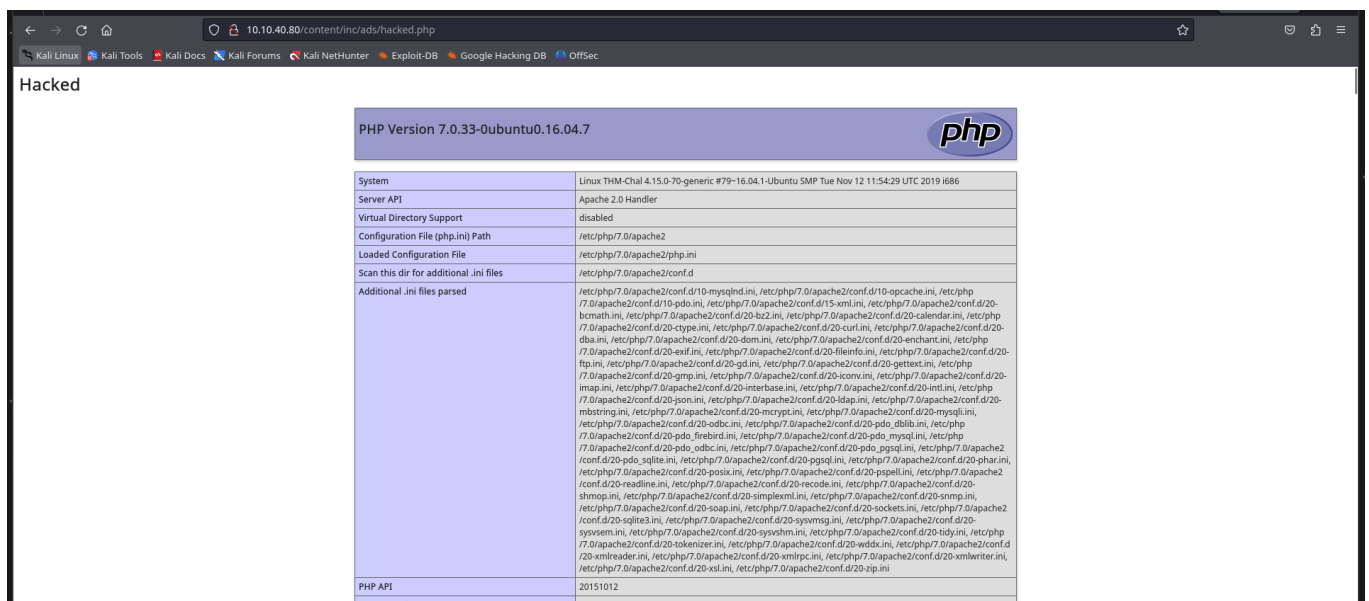 10.10.40.80/content/inc/ads/hacked.php
Kali Linux Kali Tools Kali Docs Kali Forums Kali NetHunter Exploit-DB Google Hacking DB OffSec
Hacked
PHP Version 7.0.33-0ubuntu0.16.04.7
php
System Linux THM-Chal 4.15.0-70-generic #79~16.04.1-Ubuntu SMP Tue Nov 12 11:54:29 UTC 2019 i686
Server API Apache 2.0 Handler
Virtual Directory Support disabled
Configuration File (php.ini) Path /etc/php/7.0/apache2
Loaded Configuration File /etc/php/7.0/apache2/php.ini
Scan this dir for additional .ini files /etc/php/7.0/apache2/conf.d
Additional .ini files parsed /etc/php/7.0/apache2/conf.d/10-mysqlnd.ini, /etc/php/7.0/apache2/conf.d/10-opcache.ini, /etc/php
/7.0/apache2/conf.d/10-pdo.ini, /etc/php/7.0/apache2/conf.d/15-xml.ini, /etc/php/7.0/apache2/conf.d/20-
bcmath.ini, /etc/php/7.0/apache2/conf.d/20-bz2.ini, /etc/php/7.0/apache2/conf.d/20-calendar.ini, /etc/php
/7.0/apache2/conf.d/20-ctype.ini, /etc/php/7.0/apache2/conf.d/20-curl.ini, /etc/php/7.0/apache2/conf.d/20-
dba.ini, /etc/php/7.0/apache2/conf.d/20-dom.ini, /etc/php/7.0/apache2/conf.d/20-enchant.ini, /etc/php
/7.0/apache2/conf.d/20-exif.ini, /etc/php/7.0/apache2/conf.d/20-fileinfo.ini, /etc/php/7.0/apache2/conf.d/20-
ftp.ini, /etc/php/7.0/apache2/conf.d/20-gd.ini, /etc/php/7.0/apache2/conf.d/20-gettext.ini, /etc/php
/7.0/apache2/conf.d/20-gmp.ini, /etc/php/7.0/apache2/conf.d/20-iconv.ini, /etc/php/7.0/apache2/conf.d/20-
imap.ini, /etc/php/7.0/apache2/conf.d/20-interbase.ini, /etc/php/7.0/apache2/conf.d/20-intl.ini, /etc/php
/7.0/apache2/conf.d/20-json.ini, /etc/php/7.0/apache2/conf.d/20-ldap.ini, /etc/php/7.0/apache2/conf.d/20-
mbstring.ini, /etc/php/7.0/apache2/conf.d/20-mcrypt.ini, /etc/php/7.0/apache2/conf.d/20-mysqli.ini,
/etc/php/7.0/apache2/conf.d/20-odbc.ini, /etc/php/7.0/apache2/conf.d/20-pdo_dblib.ini, /etc/php
/7.0/apache2/conf.d/20-pdo_firebird.ini, /etc/php/7.0/apache2/conf.d/20-pdo_mysql.ini, /etc/php
/7.0/apache2/conf.d/20-pdo_odbc.ini, /etc/php/7.0/apache2/conf.d/20-pdo_pgsql.ini, /etc/php/7.0/apache2
/conf.d/20-pdo_sqlite.ini, /etc/php/7.0/apache2/conf.d/20-pgsql.ini, /etc/php/7.0/apache2/conf.d/20-phar.ini,
/etc/php/7.0/apache2/conf.d/20-posix.ini, /etc/php/7.0/apache2/conf.d/20-pspell.ini, /etc/php/7.0/apache2
/conf.d/20-readline.ini, /etc/php/7.0/apache2/conf.d/20-recode.ini, /etc/php/7.0/apache2/conf.d/20-
shmop.ini, /etc/php/7.0/apache2/conf.d/20-simplexml.ini, /etc/php/7.0/apache2/conf.d/20-snmp.ini,
/etc/php/7.0/apache2/conf.d/20-soap.ini, /etc/php/7.0/apache2/conf.d/20-sockets.ini, /etc/php/7.0/apache2
/conf.d/20-sqlite3.ini, /etc/php/7.0/apache2/conf.d/20-sysvmsg.ini, /etc/php/7.0/apache2/conf.d/20-
sysvsem.ini, /etc/php/7.0/apache2/conf.d/20-sysvshm.ini, /etc/php/7.0/apache2/conf.d/20-tidy.ini, /etc/php
/7.0/apache2/conf.d/20-tokenizer.ini, /etc/php/7.0/apache2/conf.d/20-wddx.ini, /etc/php/7.0/apache2/conf.d
/20-xmlreader.ini, /etc/php/7.0/apache2/conf.d/20-xmlrpc.ini, /etc/php/7.0/apache2/conf.d/20-xmlwriter.ini,
/etc/php/7.0/apache2/conf.d/20-xsl.ini, /etc/php/7.0/apache2/conf.d/20-zip.ini
PHP API 20151012